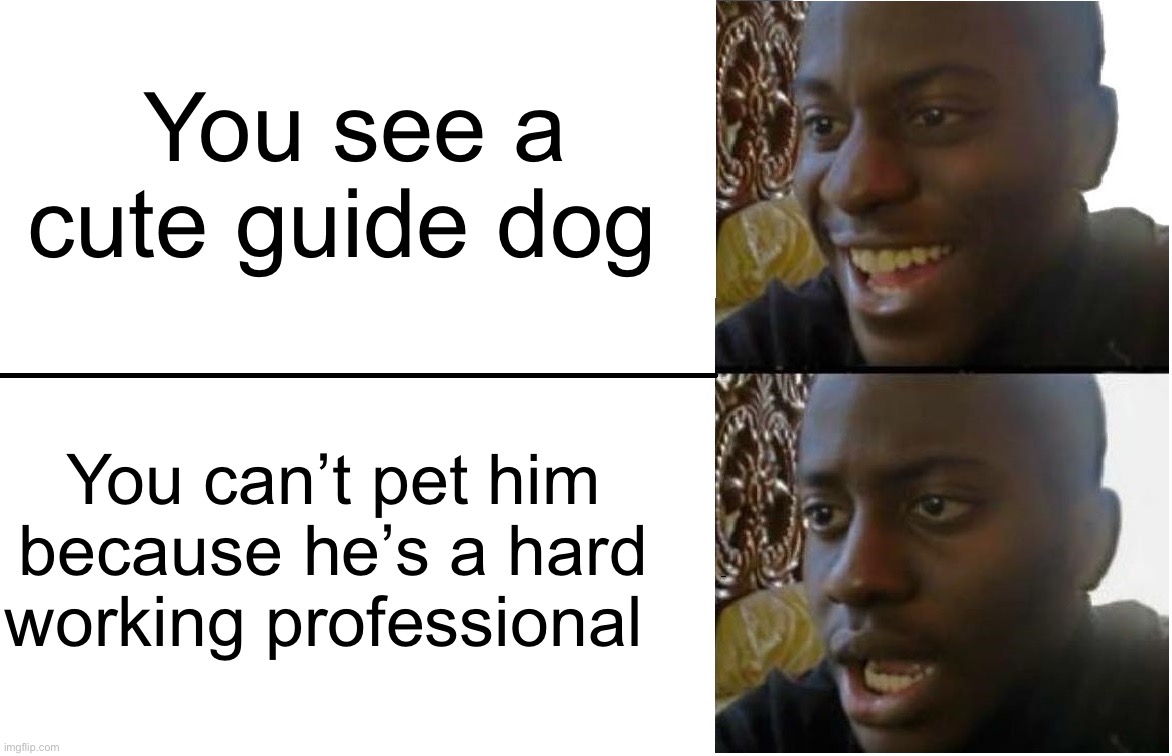 You see a
cute guide dog
You can’t pet him
because he’s a hard
working professional
imgflip.com